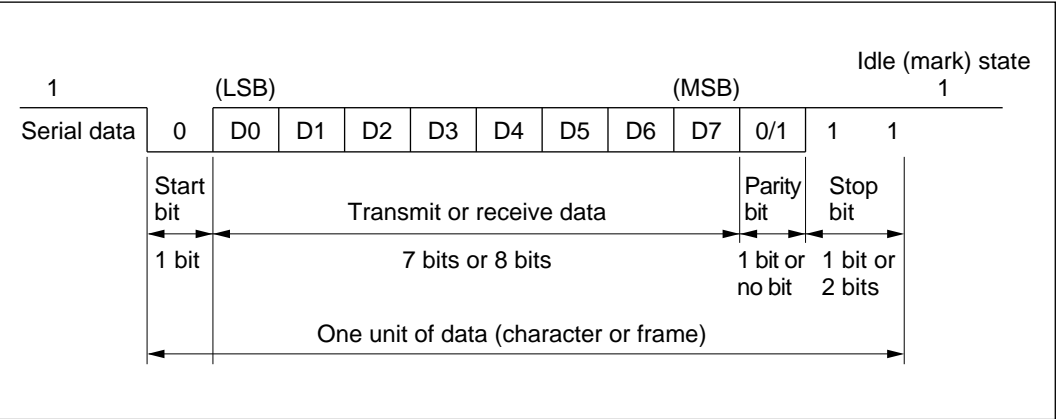 Idle (mark) state
1 (LSB) (MSB) 1
Serial data 0 D0 D1 D2 D3 D4 D5 D6 D7 0/1 1 1
Start Parity Stop
bit Transmit or receive data bit bit
1 bit 7 bits or 8 bits 1 bit or 1 bit or
no bit 2 bits
One unit of data (character or frame)